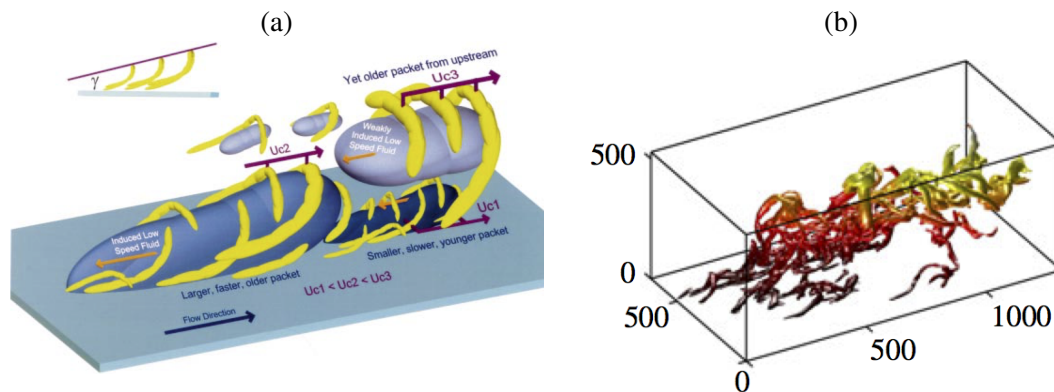 (a)
(b)
γ
Yet older packet from upstream
Uc3
Weakly
Induced Low
Speed Fluid
Uc2
Uc1
Induced Low
Speed Fluid
Smaller, slower, younger packet
Larger, faster, older packet
Uc1 < Uc2 < Uc3
Flow Direction
500
0
500
0
500
1000